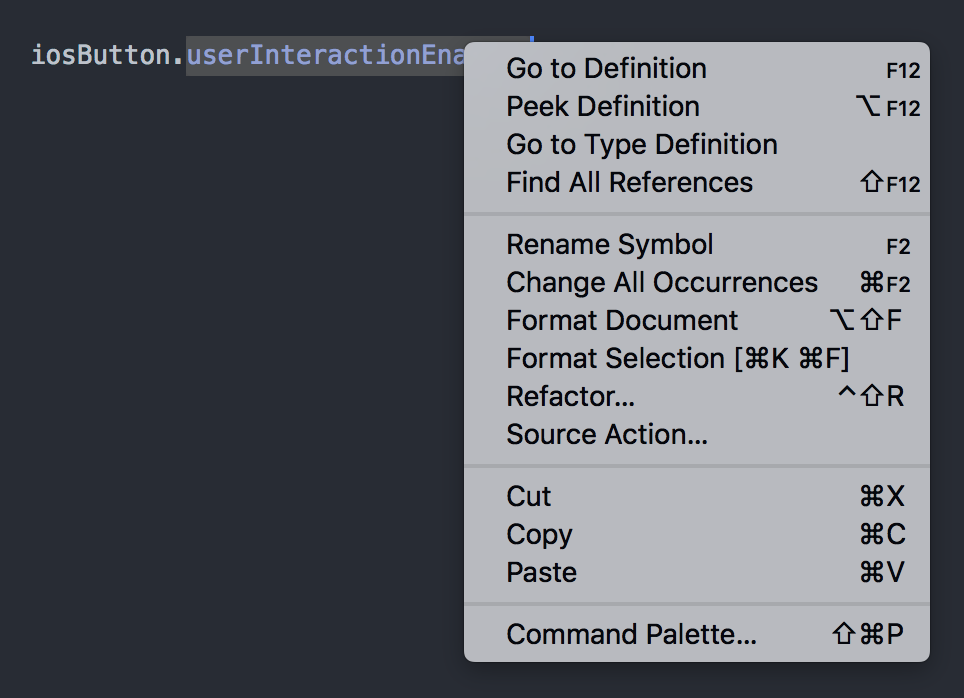 iosButton.userInteractionEna
Go to Definition F12
Peek Definition ⌥F12
Go to Type Definition
Find All References ⇧F12
Rename Symbol F2
Change All Occurrences ⌘F2
Format Document ⌥⇧F
Format Selection [⌘K ⌘F]
Refactor... ^⇧R
Source Action...
Cut ⌘X
Copy ⌘C
Paste ⌘V
Command Palette... ⇧⌘P